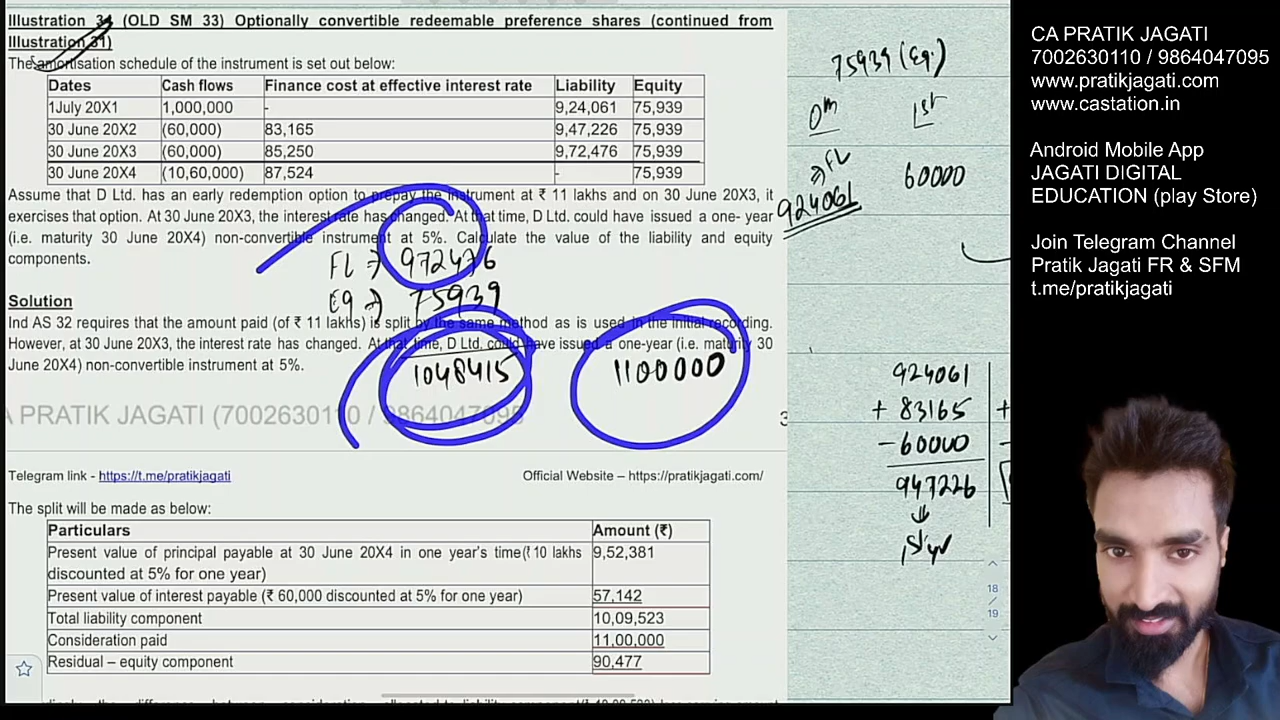 Illustration 34 (OLD SM 33) Optionally convertible redeemable preference shares (continued from
Illustration 31)
The amortisation schedule of the instrument is set out below:
Dates Cash flows Finance cost at effective interest rate Liability Equity
1July 20X1 1,000,000 - 9,24,061 75,939
30 June 20X2 (60,000) 83,165 9,47,226 75,939
30 June 20X3 (60,000) 85,250 9,72,476 75,939
30 June 20X4 (10,60,000) 87,524 - 75,939
Assume that D Ltd. has an early redemption option to prepay the instrument at ₹ 11 lakhs and on 30 June 20X3, it
exercises that option. At 30 June 20X3, the interest rate has changed. At that time, D Ltd. could have issued a one- year
(i.e. maturity 30 June 20X4) non-convertible instrument at 5%. Calculate the value of the liability and equity
components.
FL ⇒ 972476
Eq ⇒ 75939
Solution
Ind AS 32 requires that the amount paid (of ₹ 11 lakhs) is split by the same method as is used in the initial recording.
However, at 30 June 20X3, the interest rate has changed. At that time, D Ltd. could have issued a one-year (i.e. maturity 30
June 20X4) non-convertible instrument at 5%.
1048415 1100000
A PRATIK JAGATI (7002630110 / 9864047095
3
Telegram link - https://t.me/pratikjagati Official Website – https://pratikjagati.com/
The split will be made as below:
Particulars Amount (₹)
Present value of principal payable at 30 June 20X4 in one year's time(₹10 lakhs 9,52,381
discounted at 5% for one year)
Present value of interest payable (₹ 60,000 discounted at 5% for one year) 57,142
Total liability component 10,09,523
Consideration paid 11,00,000
Residual – equity component 90,477
75939 (Eq.)
0th 1st
⇒ FL 60000
924061
924061
+ 83165 +
- 60000 -
947226
⇓
1st yr
18
/
19
CA PRATIK JAGATI
7002630110 / 9864047095
www.pratikjagati.com
www.castation.in
Android Mobile App
JAGATI DIGITAL
EDUCATION (play Store)
Join Telegram Channel
Pratik Jagati FR & SFM
t.me/pratikjagati